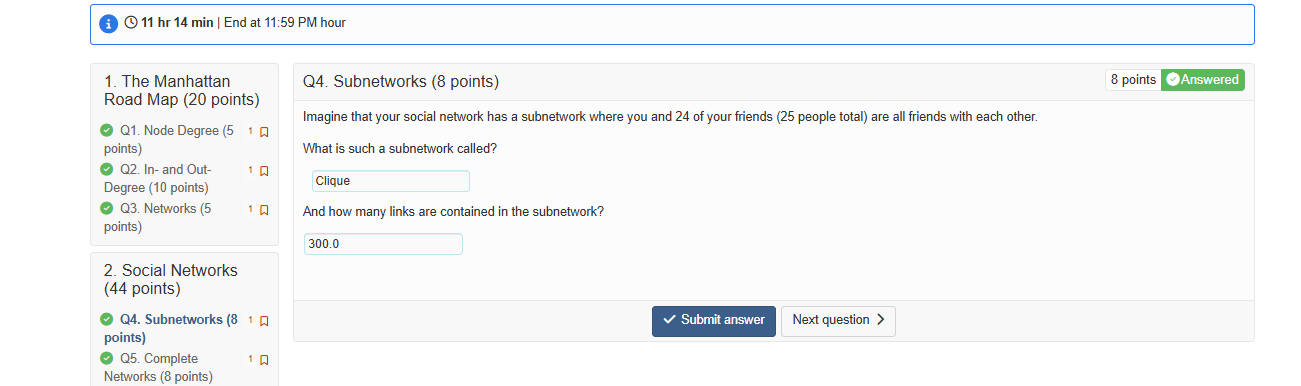 11 hr 14 min | End at 11:59 PM hour
1. The Manhattan
Road Map (20 points)
Q1. Node Degree (5 1
points)
Q2. In- and Out- 1
Degree (10 points)
Q3. Networks (5 1
points)
2. Social Networks
(44 points)
Q4. Subnetworks (8 1
points)
Q5. Complete 1
Networks (8 points)
Q4. Subnetworks (8 points)
8 points Answered
Imagine that your social network has a subnetwork where you and 24 of your friends (25 people total) are all friends with each other.
What is such a subnetwork called?
Clique
And how many links are contained in the subnetwork?
300.0
Submit answer
Next question